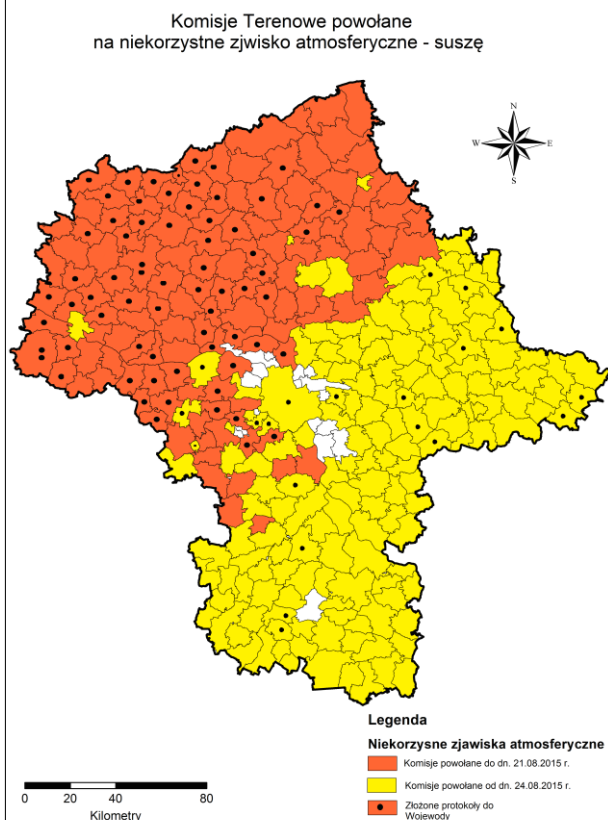 Komisje Terenowe powołane
na niekorzystne zjwisko atmosferyczne - suszę
N
W E
S
Legenda
Niekorzysne zjawiska atmosferyczne
Komisje powołane do dn. 21.08.2015 r.
Komisje powołane od dn. 24.08.2015 r.
Złożone protokoły do
Wojewody
0 20 40 80
Kilometry